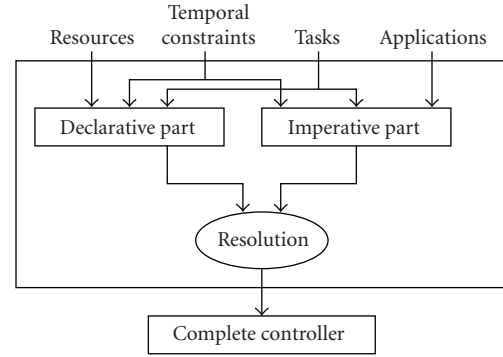 Resources
Temporal
constraints
Tasks
Applications
Declarative part
Imperative part
Resolution
Complete controller